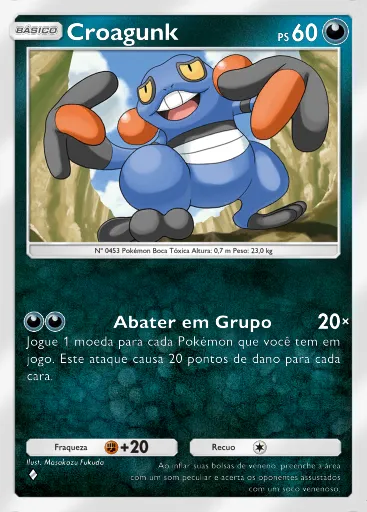 BÁSICO Croagunk PS 60
Nº 0453 Pokémon Boca Tóxica Altura: 0,7 m Peso: 23,0 kg
Abater em Grupo 20×
Jogue 1 moeda para cada Pokémon que você tem em
jogo. Este ataque causa 20 pontos de dano para cada
cara.
Fraqueza +20 Recuo
Ilust. Masakazu Fukuda
Ao inflar suas bolsas de veneno, preenche a área
com um som peculiar e acerta os oponentes assustados
com um soco venenoso.